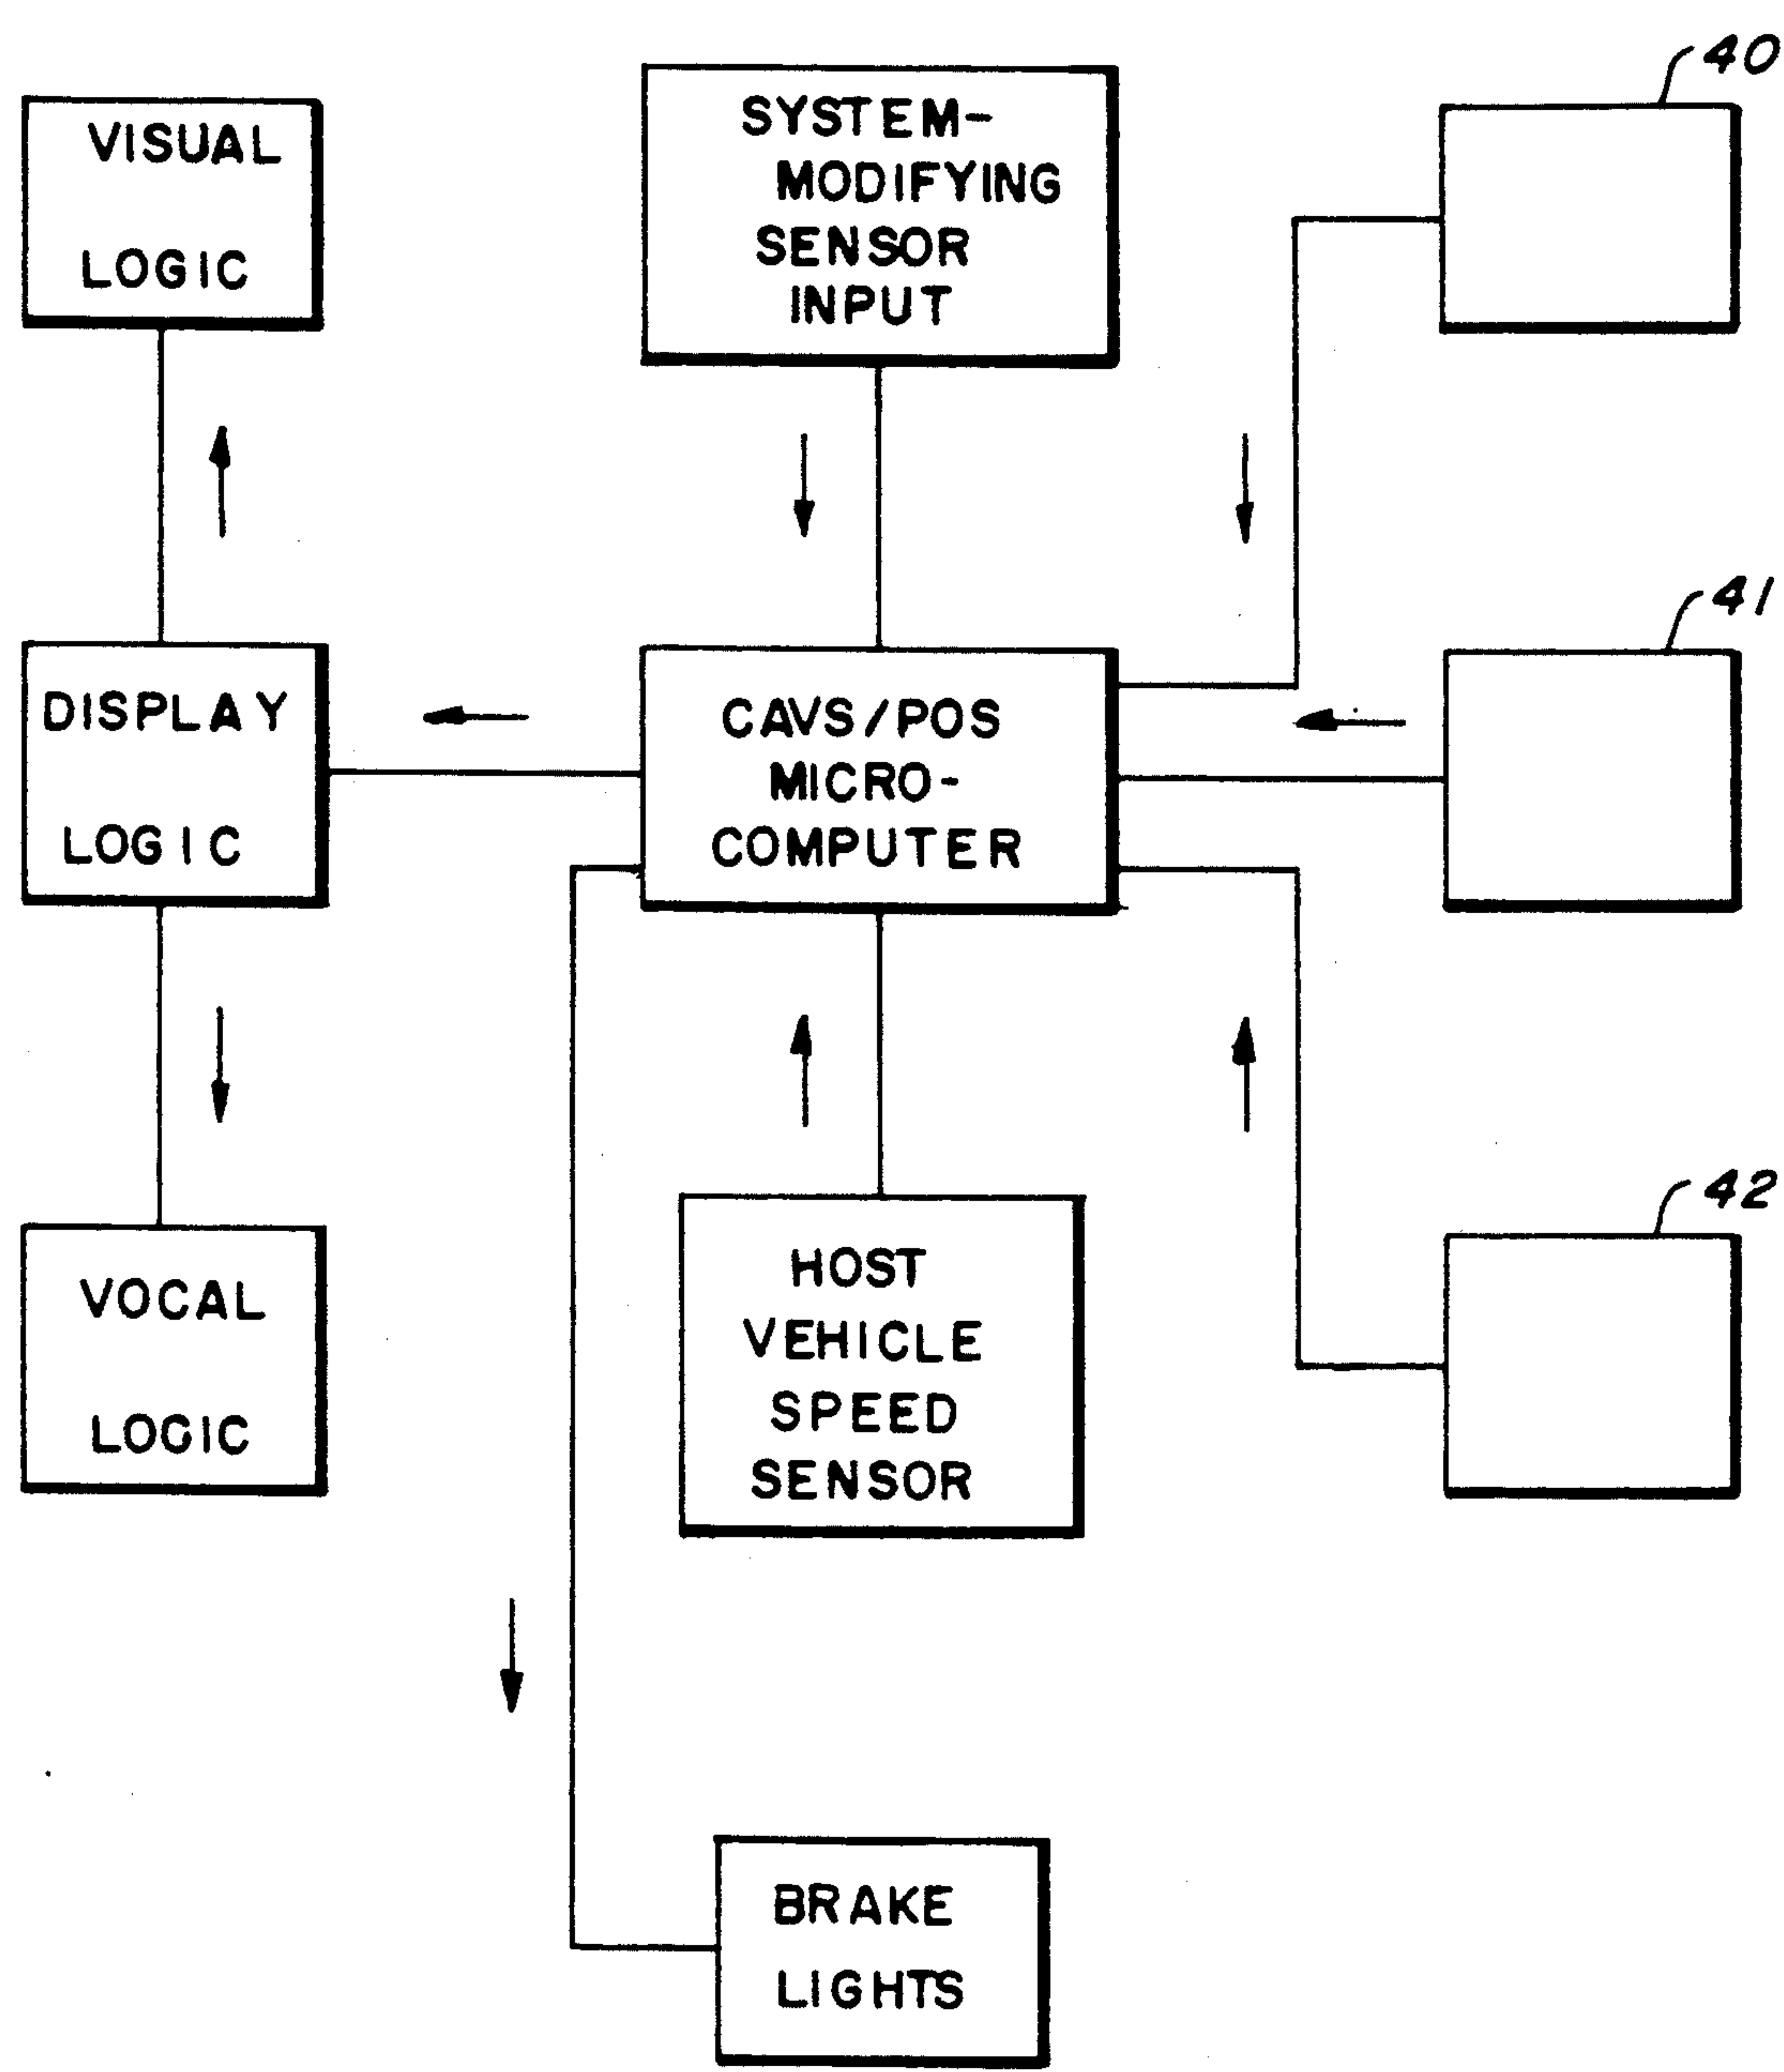 VISUAL
LOGIC
SYSTEM-
MODIFYING
SENSOR
INPUT
40
DISPLAY
LOGIC
CAVS/POS
MICRO-
COMPUTER
41
VOCAL
LOGIC
HOST
VEHICLE
SPEED
SENSOR
42
BRAKE
LIGHTS